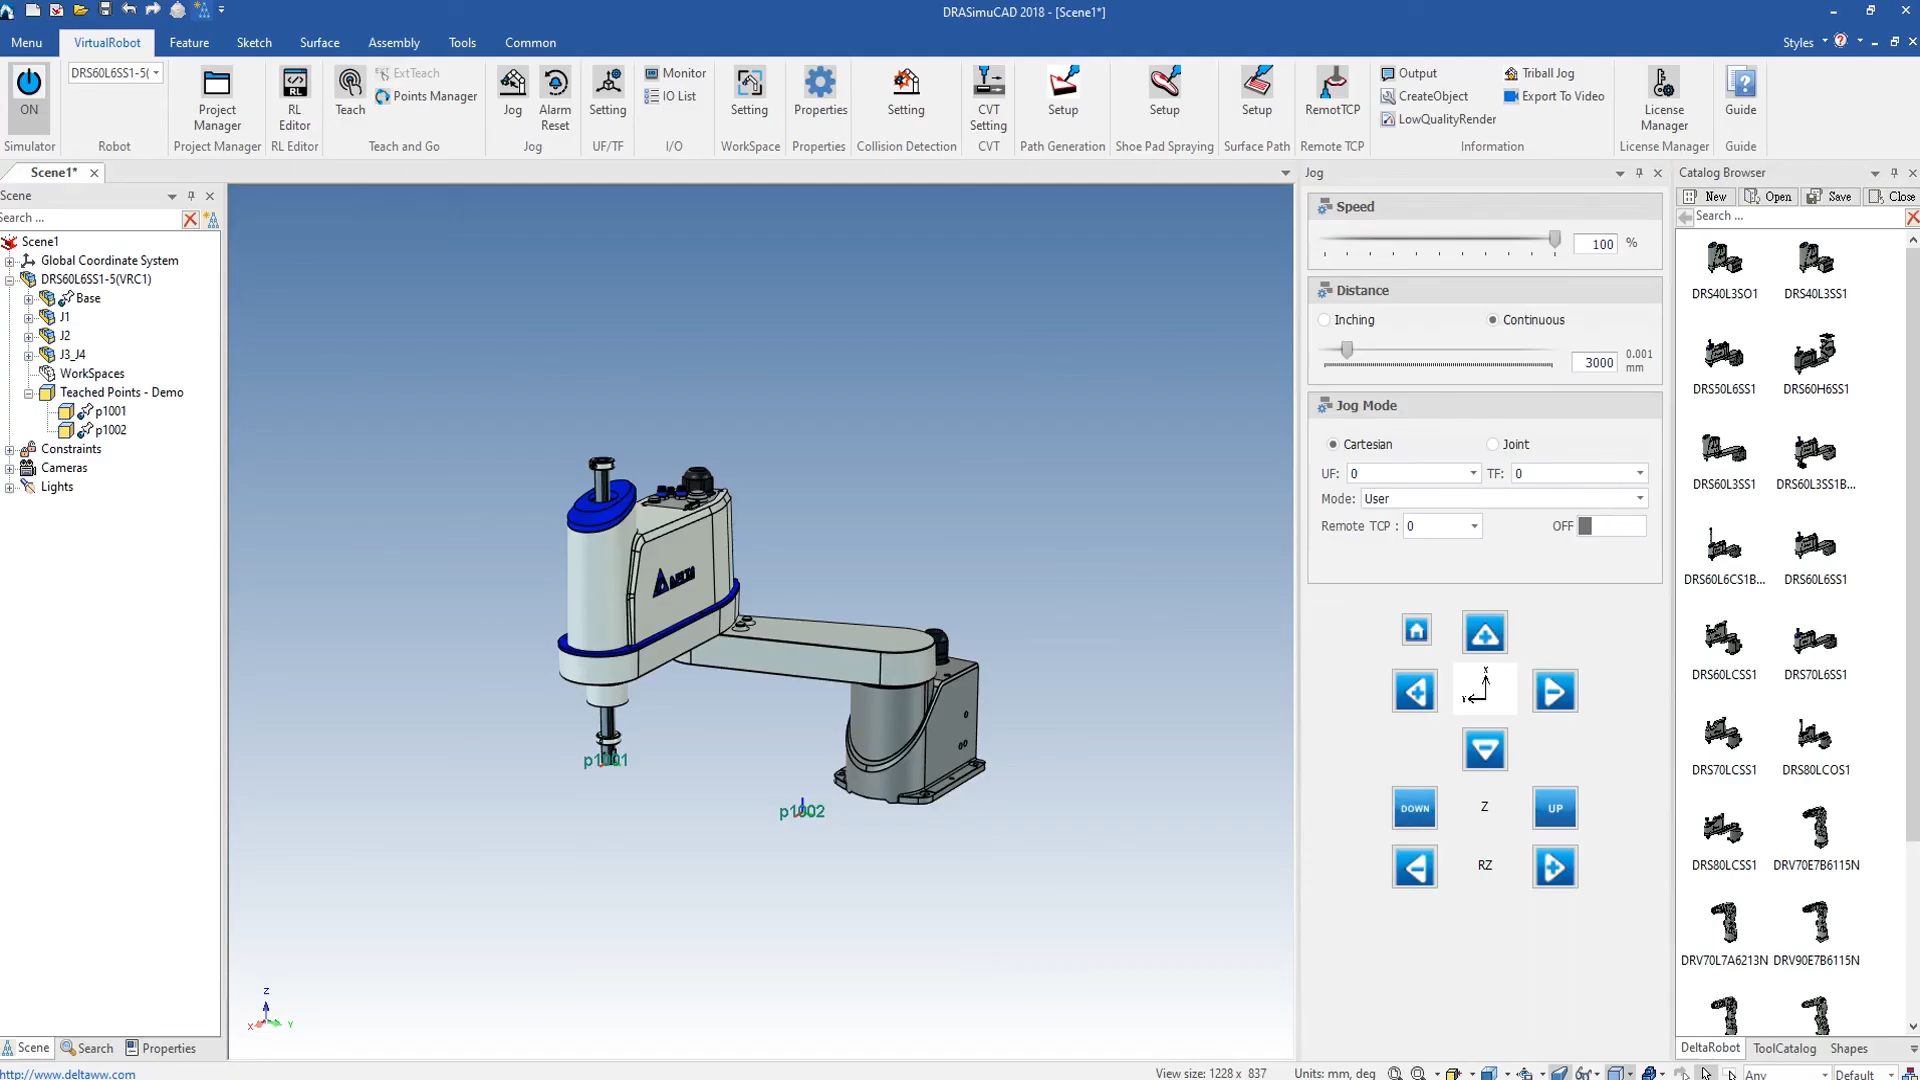 DRASimuCAD 2018 - [Scene1*]
Menu VirtualRobot Feature Sketch Surface Assembly Tools Common Styles
DRS60L6SS1-5(
ON
Simulator
Robot
Project Manager
Project Manager
RL Editor
RL Editor
Teach
ExtTeach
Points Manager
Teach and Go
Jog
Alarm Reset
Jog
Setting
UF/TF
Monitor
IO List
I/O
Setting
WorkSpace
Properties
Properties
Setting
Collision Detection
CVT Setting
CVT
Setup
Path Generation
Setup
Shoe Pad Spraying
Setup
Surface Path
RemotTCP
Remote TCP
Output
CreateObject
LowQualityRender
Triball Jog
Export To Video
Information
License Manager
License Manager
Guide
Guide
Scene1*
Scene
Search ...
Scene1
Global Coordinate System
DRS60L6SS1-5(VRC1)
Base
J1
J2
J3_J4
WorkSpaces
Teached Points - Demo
p1001
p1002
Constraints
Cameras
Lights
Scene Search Properties
http://www.deltaww.com
DELTA
p1001
p1002
Z
X
Y
Jog
Speed
100 %
Distance
Inching Continuous
3000 0.001 mm
Jog Mode
Cartesian Joint
UF: 0 TF: 0
Mode: User
Remote TCP : 0 OFF
X
Y
DOWN Z UP
RZ
Catalog Browser
New Open Save Close
Search ...
DRS40L3SO1 DRS40L3SS1
DRS50L6SS1 DRS60H6SS1
DRS60L3SS1 DRS60L3SS1B...
DRS60L6CS1B... DRS60L6SS1
DRS60LCSS1 DRS70L6SS1
DRS70LCSS1 DRS80LCOS1
DRS80LCSS1 DRV70E7B6115N
DRV70L7A6213N DRV90E7B6115N
DeltaRobot ToolCatalog Shapes
View size: 1228 x 837 Units: mm, deg Any Default